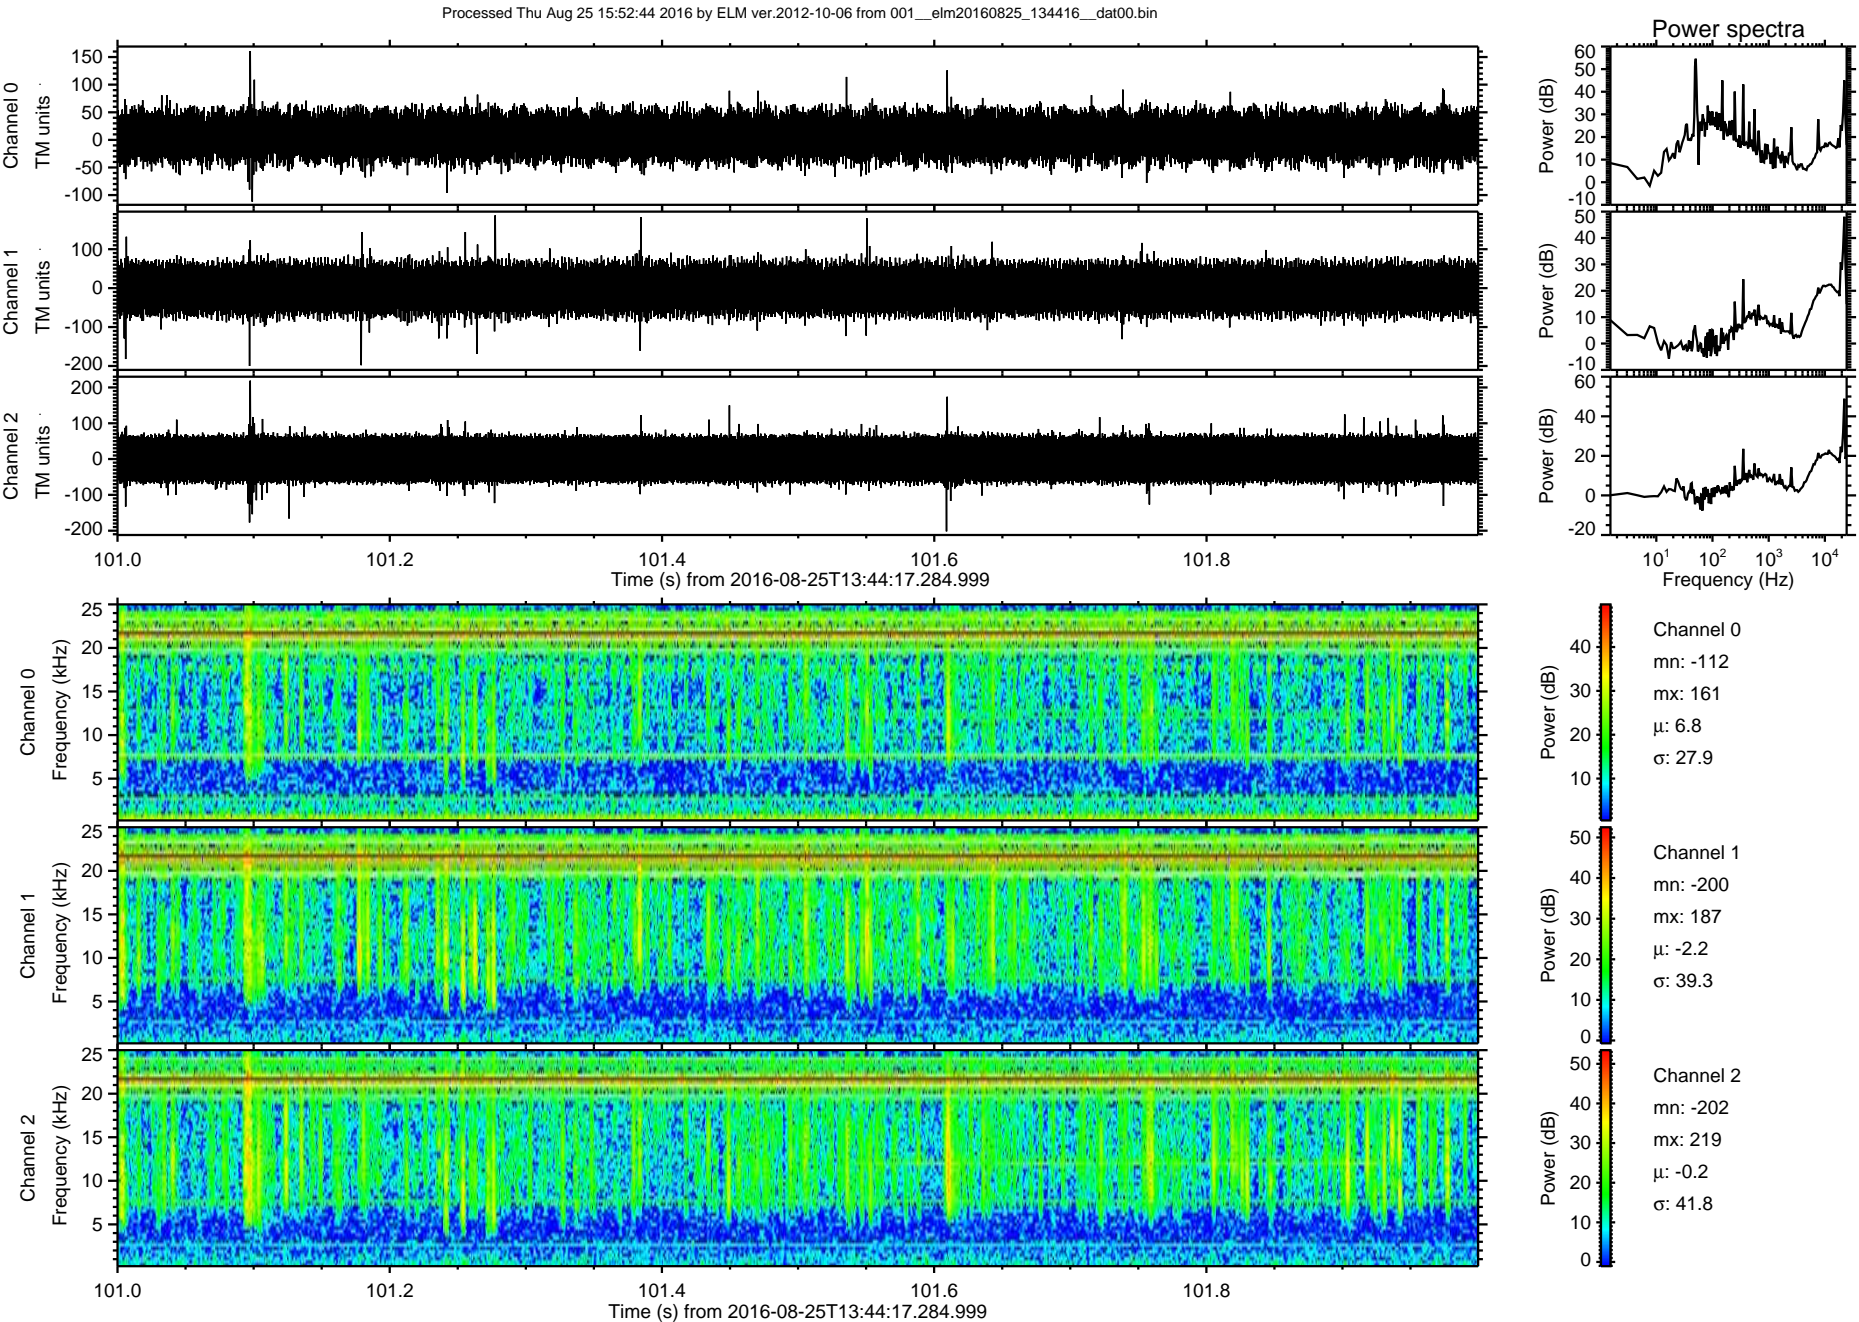 Processed Thu Aug 25 15:52:44 2016 by ELM ver.2012-10-06 from 001__elm20160825_134416__dat00.bin
Power spectra
Channel 0
TM units
150
100
50
0
-50
-100
Power (dB)
60
50
40
30
20
10
0
-10
Channel 1
TM units
100
0
-100
-200
Power (dB)
50
40
30
20
10
0
-10
Channel 2
TM units
200
100
0
-100
-200
Power (dB)
60
40
20
0
-20
101.0 101.2 101.4 101.6 101.8
Time (s) from 2016-08-25T13:44:17.284.999
10^1 10^2 10^3 10^4
Frequency (Hz)
Channel 0
Frequency (kHz)
25
20
15
10
5
Power (dB)
40
30
20
10
Channel 0
mn: -112
mx: 161
μ: 6.8
σ: 27.9
Channel 1
Frequency (kHz)
25
20
15
10
5
Power (dB)
50
40
30
20
10
0
Channel 1
mn: -200
mx: 187
μ: -2.2
σ: 39.3
Channel 2
Frequency (kHz)
25
20
15
10
5
Power (dB)
50
40
30
20
10
0
Channel 2
mn: -202
mx: 219
μ: -0.2
σ: 41.8
101.0 101.2 101.4 101.6 101.8
Time (s) from 2016-08-25T13:44:17.284.999